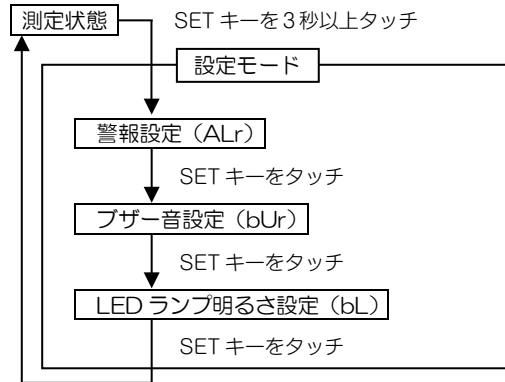 測定状態 SET キーを3秒以上タッチ
設定モード
警報設定（ALr）
SET キーをタッチ
ブザー音設定（bUr）
SET キーをタッチ
LED ランプ明るさ設定（bL）
SET キーをタッチ